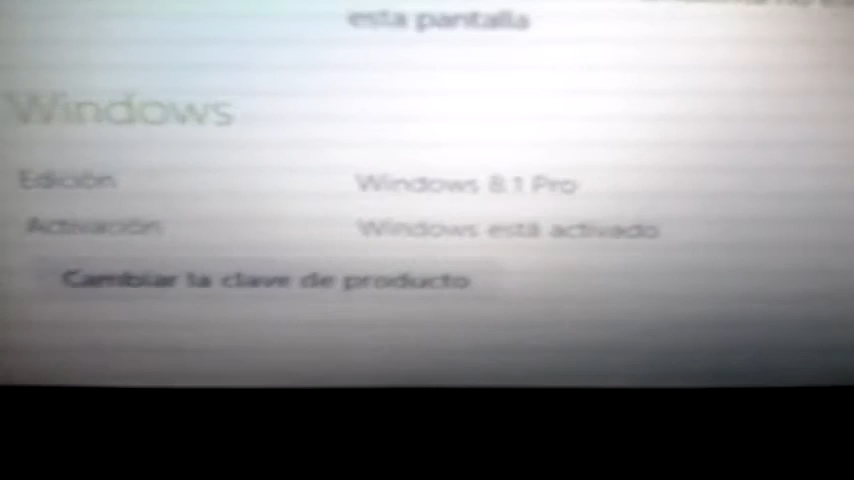 esta pantalla
Windows
Edición Windows 8.1 Pro
Activación Windows está activado
Cambiar la clave de producto